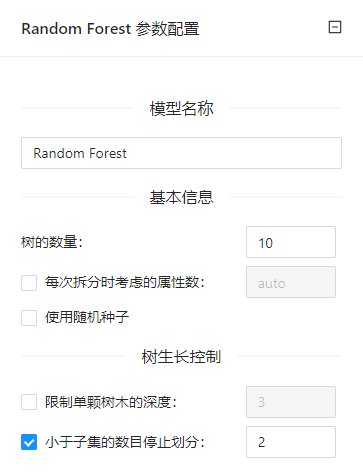 Random Forest 参数配置
模型名称
Random Forest
基本信息
树的数量： 10
每次拆分时考虑的属性数： auto
使用随机种子
树生长控制
限制单颗树木的深度： 3
小于子集的数目停止划分： 2